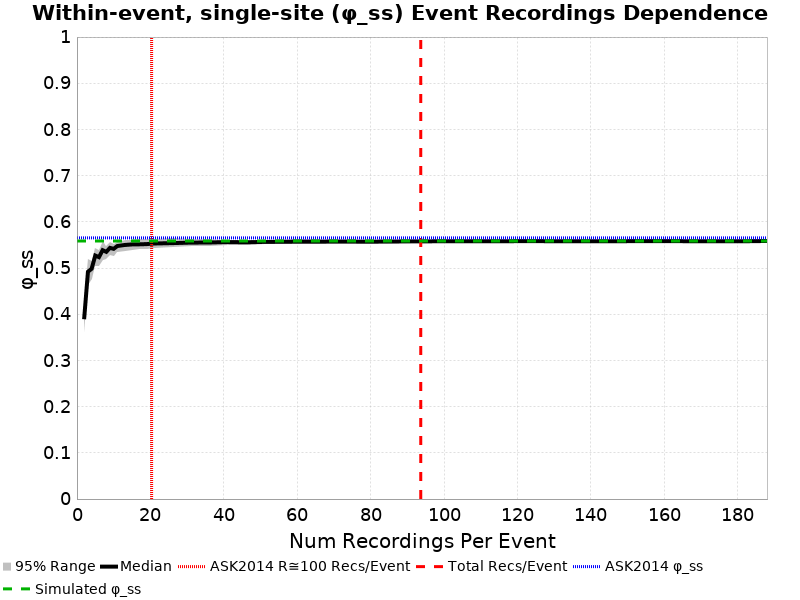 Within-event, single-site (φ_ss) Event Recordings Dependence
1
0.9
0.8
0.7
0.6
0.5
0.4
0.3
0.2
0.1
0
φ_ss
0 20 40 60 80 100 120 140 160 180
Num Recordings Per Event
95% Range Median ASK2014 R≅100 Recs/Event Total Recs/Event ASK2014 φ_ss
Simulated φ_ss